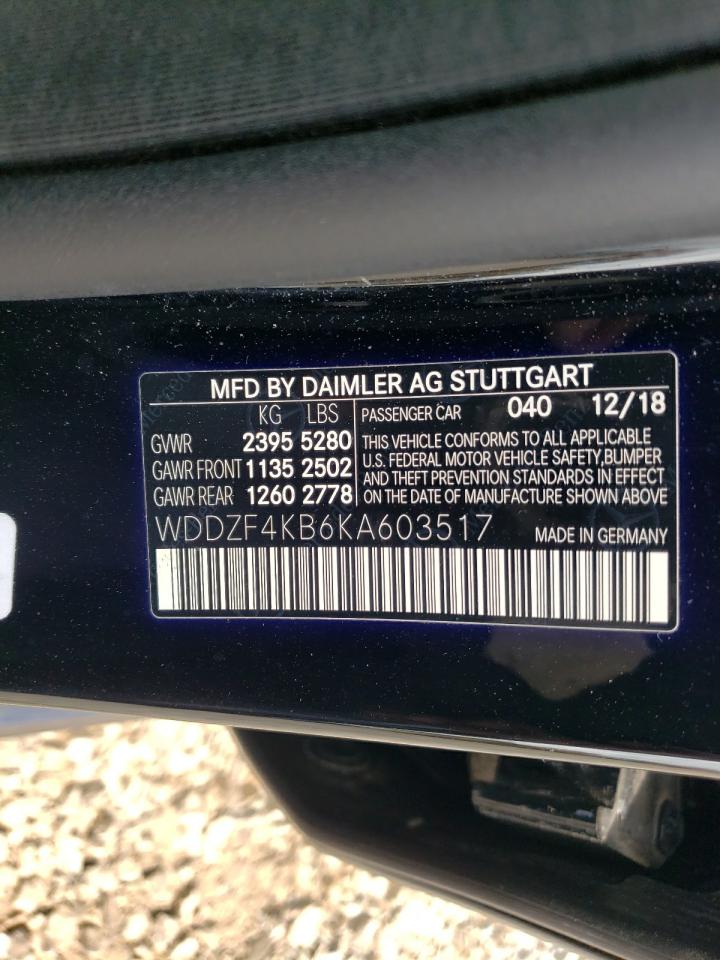 MFD BY DAIMLER AG STUTTGART
KG LBS PASSENGER CAR 040 12/18
GVWR 2395 5280
GAWR FRONT 1135 2502
GAWR REAR 1260 2778
THIS VEHICLE CONFORMS TO ALL APPLICABLE
U.S. FEDERAL MOTOR VEHICLE SAFETY,BUMPER
AND THEFT PREVENTION STANDARDS IN EFFECT
ON THE DATE OF MANUFACTURE SHOWN ABOVE
WDDZF4KB6KA603517 MADE IN GERMANY